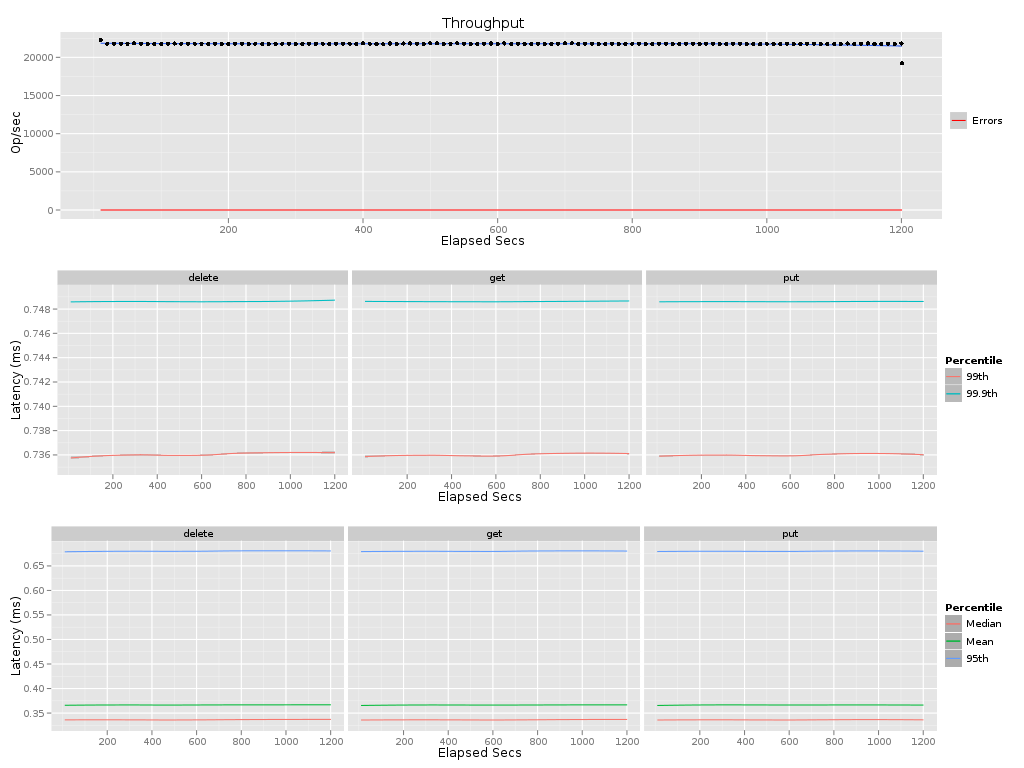 Throughput
20000
15000
10000
5000
0
Op/sec
200 400 600 800 1000 1200
Elapsed Secs
Errors
delete get put
0.748
0.746
0.744
0.742
0.740
0.738
0.736
Latency (ms)
200 400 600 800 1000 1200 200 400 600 800 1000 1200 200 400 600 800 1000 1200
Elapsed Secs
Percentile
99th
99.9th
delete get put
0.65
0.60
0.55
0.50
0.45
0.40
0.35
Latency (ms)
200 400 600 800 1000 1200 200 400 600 800 1000 1200 200 400 600 800 1000 1200
Elapsed Secs
Percentile
Median
Mean
95th